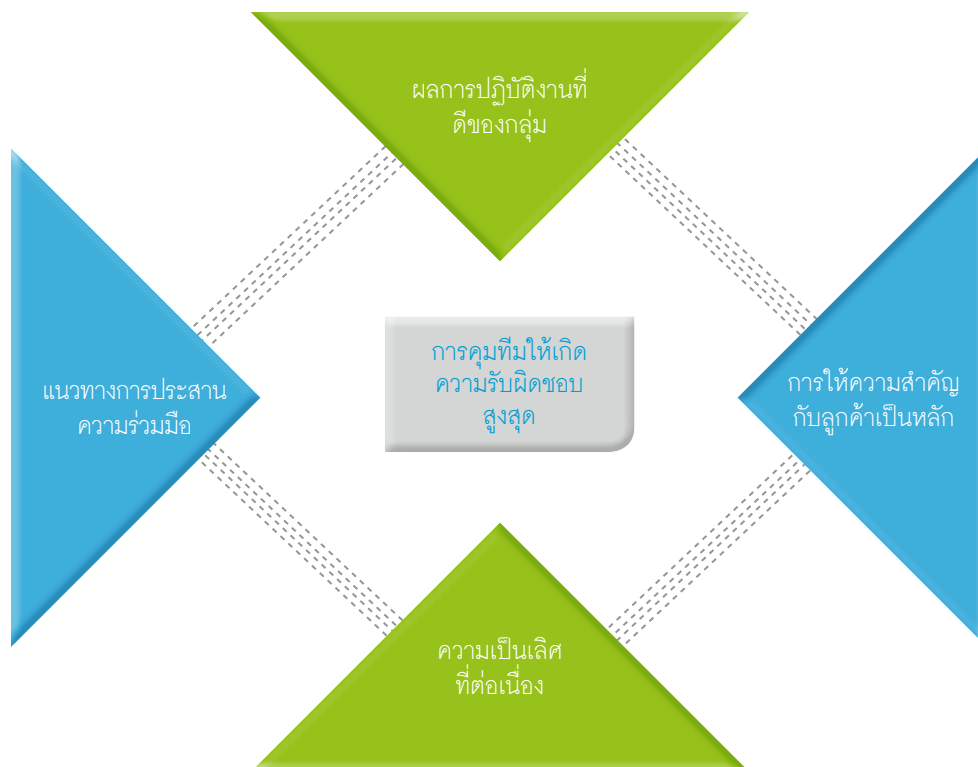 ผลการปฏิบัติงานที่
ดีของกลุ่ม
แนวทางการประสาน
ความร่วมมือ
การคุมทีมให้เกิด
ความรับผิดชอบ
สูงสุด
การให้ความสำคัญ
กับลูกค้าเป็นหลัก
ความเป็นเลิศ
ที่ต่อเนื่อง